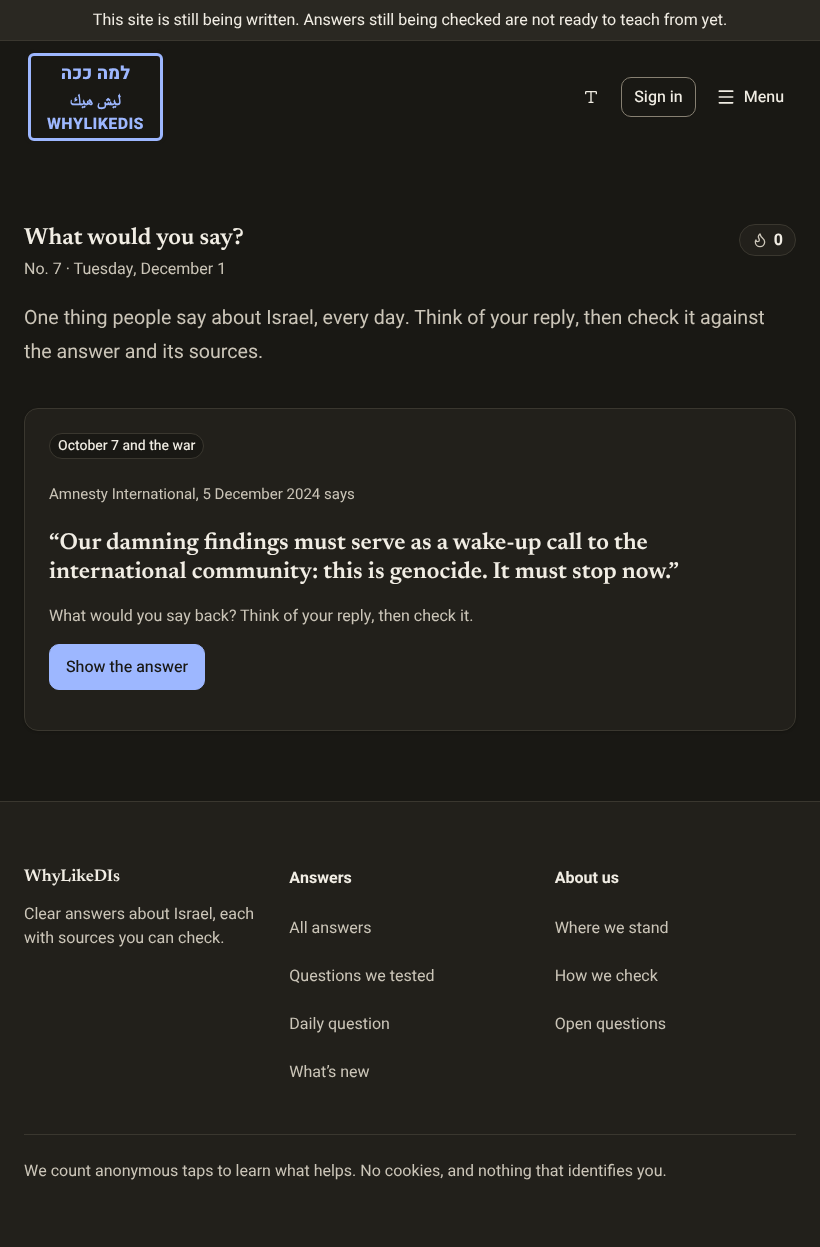 This site is still being written. Answers still being checked are not ready to teach from yet.
למה ככה
ليش هيك
WHYLIKEDIS
T
Sign in
Menu
What would you say?
0
No. 7 · Tuesday, December 1
One thing people say about Israel, every day. Think of your reply, then check it against
the answer and its sources.
October 7 and the war
Amnesty International, 5 December 2024 says
“Our damning findings must serve as a wake-up call to the
international community: this is genocide. It must stop now.”
What would you say back? Think of your reply, then check it.
Show the answer
WhyLikeDIs
Clear answers about Israel, each
with sources you can check.
Answers
All answers
Questions we tested
Daily question
What’s new
About us
Where we stand
How we check
Open questions
We count anonymous taps to learn what helps. No cookies, and nothing that identifies you.